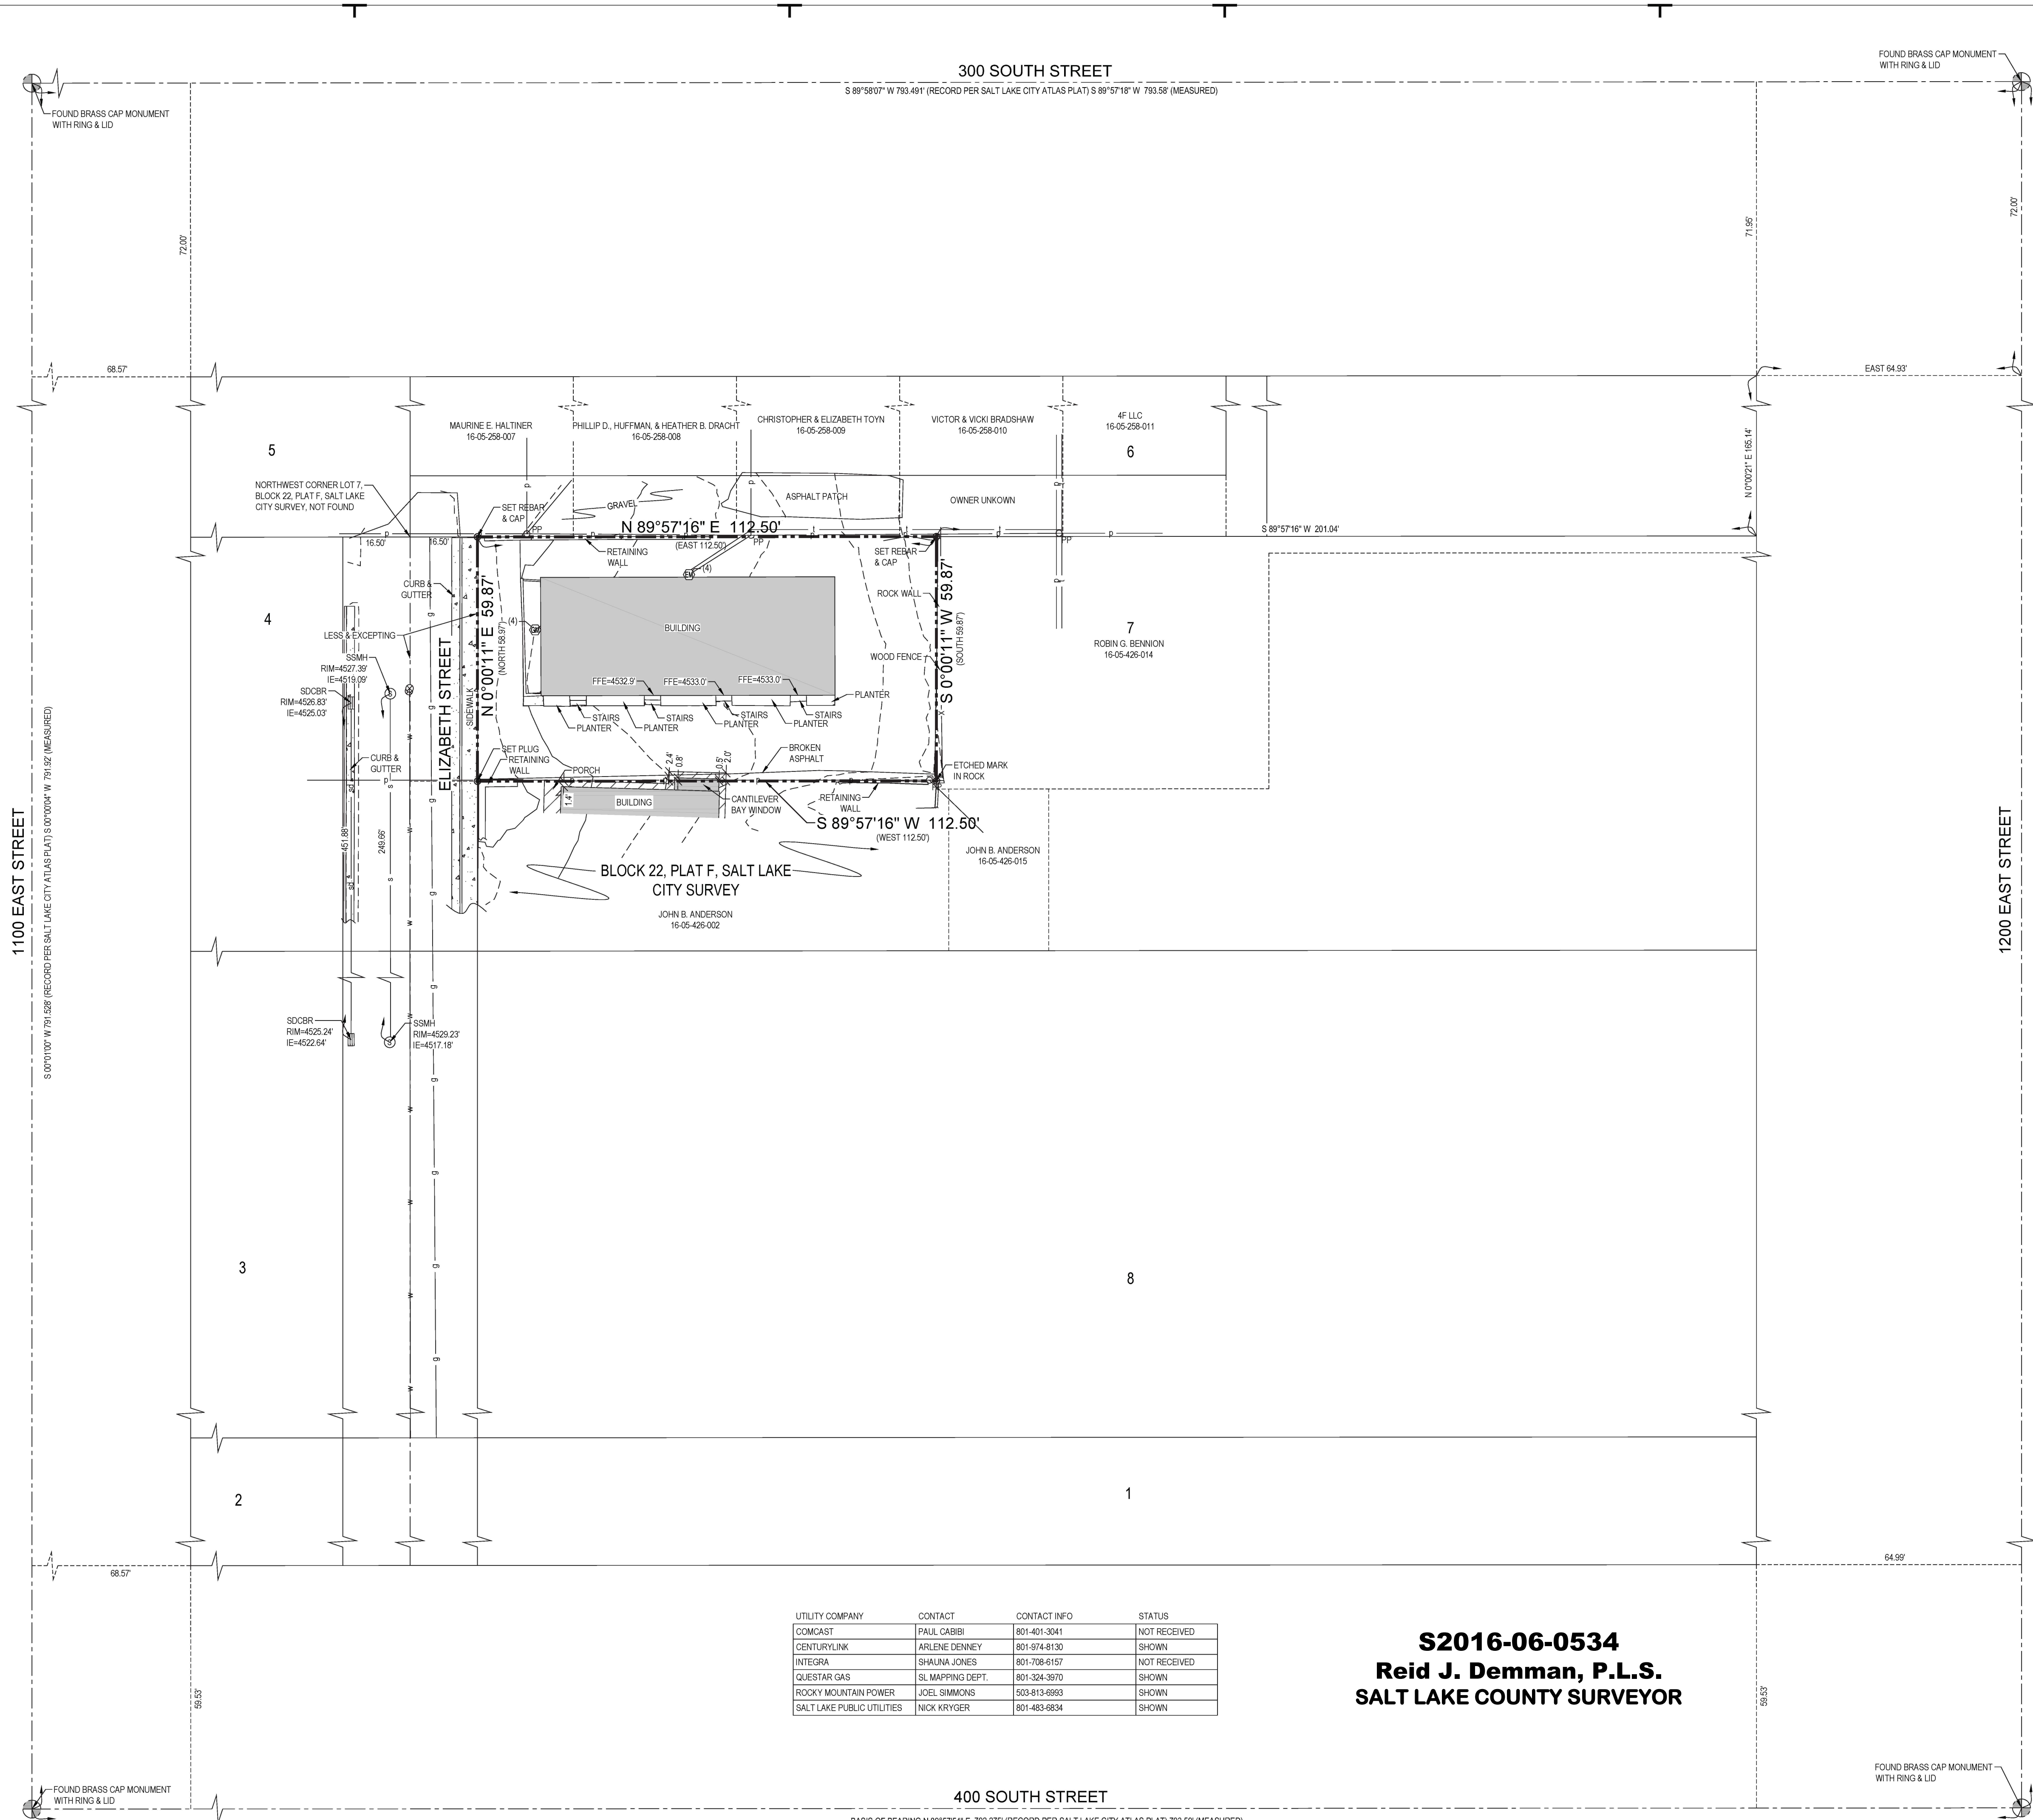 300 SOUTH STREET
S 89°58'07" W 793.491' (RECORD PER SALT LAKE CITY ATLAS PLAT) S 89°57'18" W 793.58' (MEASURED)
FOUND BRASS CAP MONUMENT
WITH RING & LID
FOUND BRASS CAP MONUMENT
WITH RING & LID
72.00'
71.95'
72.00'
68.57'
EAST 64.93'
N 0°00'21" E 165.14'
5
MAURINE E. HALTINER
16-05-258-007
PHILLIP D., HUFFMAN, & HEATHER B. DRACHT
16-05-258-008
CHRISTOPHER & ELIZABETH TOYN
16-05-258-009
VICTOR & VICKI BRADSHAW
16-05-258-010
4F LLC
16-05-258-011
6
NORTHWEST CORNER LOT 7,
BLOCK 22, PLAT F, SALT LAKE
CITY SURVEY, NOT FOUND
SET REBAR
& CAP
GRAVEL
ASPHALT PATCH
OWNER UNKOWN
N 89°57'16" E 112.50'
(EAST 112.50')
S 89°57'16" W 201.04'
16.50'
16.50'
PP
PP
PP
RETAINING
WALL
SET REBAR
& CAP
(4)
(4)
CURB &
GUTTER
ROCK WALL
4
LESS & EXCEPTING
N 0°00'11" E 59.87'
(NORTH 58.97')
BUILDING
S 0°00'11" W 59.87'
(SOUTH 59.87')
7
ROBIN G. BENNION
16-05-426-014
WOOD FENCE
SSMH
RIM=4527.39'
IE=4519.09'
SDCBR
RIM=4526.83'
IE=4525.03'
ELIZABETH STREET
SIDEWALK
FFE=4532.9'
FFE=4533.0'
FFE=4533.0'
PLANTER
STAIRS
STAIRS
STAIRS
STAIRS
PLANTER
PLANTER
PLANTER
PLANTER
CURB &
GUTTER
SET PLUG
RETAINING
WALL
PORCH
2.4'
0.8'
0.5'
2.0'
BROKEN
ASPHALT
ETCHED MARK
IN ROCK
1.4'
BUILDING
CANTILEVER
BAY WINDOW
RETAINING
WALL
S 89°57'16" W 112.50'
(WEST 112.50')
JOHN B. ANDERSON
16-05-426-015
451.88'
249.66'
BLOCK 22, PLAT F, SALT LAKE
CITY SURVEY
JOHN B. ANDERSON
16-05-426-002
1100 EAST STREET
S 00°01'00" W 791.528' (RECORD PER SALT LAKE CITY ATLAS PLAT) S 00°00'04" W 791.92' (MEASURED)
1200 EAST STREET
SDCBR
RIM=4525.24'
IE=4522.64'
SSMH
RIM=4529.23'
IE=4517.18'
3
8
2
1
68.57'
64.99'
59.53'
59.53'
UTILITY COMPANY CONTACT CONTACT INFO STATUS
COMCAST PAUL CABIBI 801-401-3041 NOT RECEIVED
CENTURYLINK ARLENE DENNEY 801-974-8130 SHOWN
INTEGRA SHAUNA JONES 801-708-6157 NOT RECEIVED
QUESTAR GAS SL MAPPING DEPT. 801-324-3970 SHOWN
ROCKY MOUNTAIN POWER JOEL SIMMONS 503-813-6993 SHOWN
SALT LAKE PUBLIC UTILITIES NICK KRYGER 801-483-6834 SHOWN
S2016-06-0534
Reid J. Demman, P.L.S.
SALT LAKE COUNTY SURVEYOR
FOUND BRASS CAP MONUMENT
WITH RING & LID
FOUND BRASS CAP MONUMENT
WITH RING & LID
400 SOUTH STREET